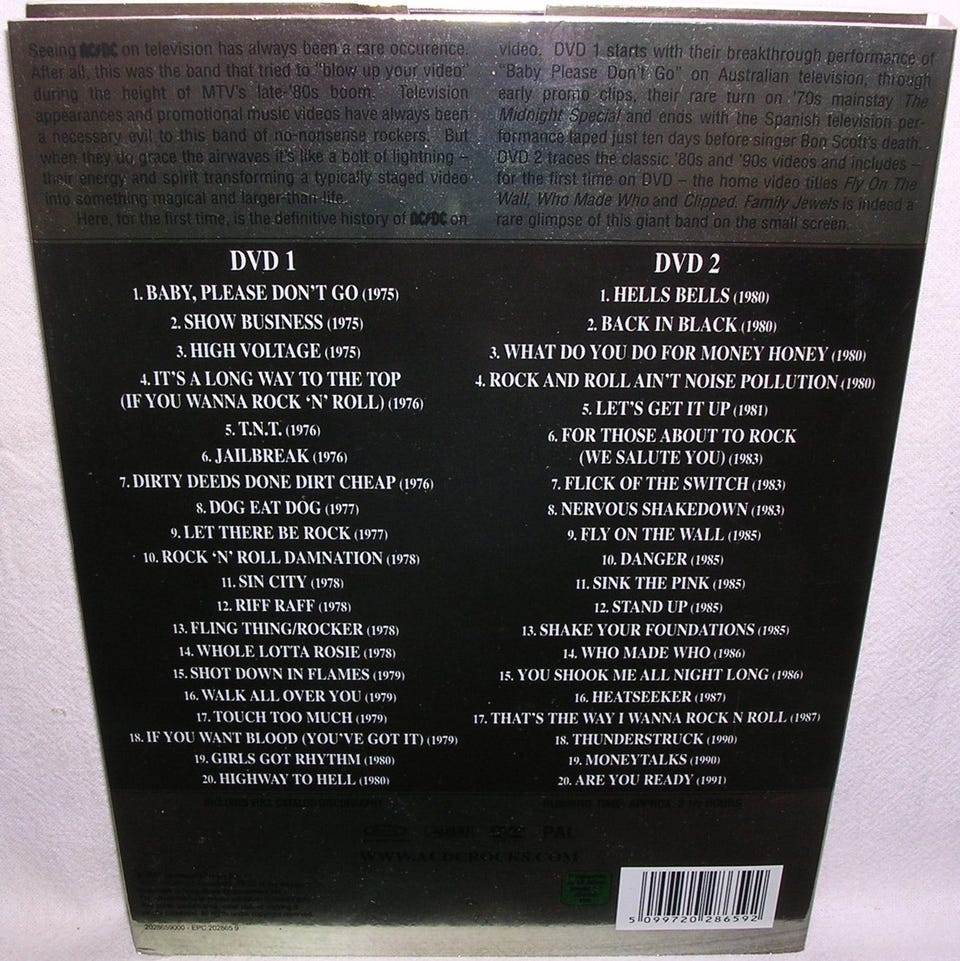 Seeing AC/DC on television has always been a rare occurence.
After all, this was the band that tried to "blow up your video"
during the height of MTV's late-'80s boom. Television
appearances and promotional music videos have always been
a necessary evil to this band of no-nonsense rockers. But
when they do grace the airwaves it's like a bolt of lightning –
their energy and spirit transforming a typically staged video
into something magical and larger-than-life.
Here, for the first time, is the definitive history of AC/DC on
video. DVD 1 starts with their breakthrough performance of
"Baby Please Don't Go" on Australian television, through
early promo clips, their rare turn on '70s mainstay The
Midnight Special and ends with the Spanish television per-
formance taped just ten days before singer Bon Scott's death.
DVD 2 traces the classic '80s and '90s videos and includes –
for the first time on DVD – the home video titles Fly On The
Wall, Who Made Who and Clipped. Family Jewels is indeed a
rare glimpse of this giant band on the small screen.
DVD 1
1. BABY, PLEASE DON'T GO (1975)
2. SHOW BUSINESS (1975)
3. HIGH VOLTAGE (1975)
4. IT'S A LONG WAY TO THE TOP
(IF YOU WANNA ROCK 'N' ROLL) (1976)
5. T.N.T. (1976)
6. JAILBREAK (1976)
7. DIRTY DEEDS DONE DIRT CHEAP (1976)
8. DOG EAT DOG (1977)
9. LET THERE BE ROCK (1977)
10. ROCK 'N' ROLL DAMNATION (1978)
11. SIN CITY (1978)
12. RIFF RAFF (1978)
13. FLING THING/ROCKER (1978)
14. WHOLE LOTTA ROSIE (1978)
15. SHOT DOWN IN FLAMES (1979)
16. WALK ALL OVER YOU (1979)
17. TOUCH TOO MUCH (1979)
18. IF YOU WANT BLOOD (YOU'VE GOT IT) (1979)
19. GIRLS GOT RHYTHM (1980)
20. HIGHWAY TO HELL (1980)
DVD 2
1. HELLS BELLS (1980)
2. BACK IN BLACK (1980)
3. WHAT DO YOU DO FOR MONEY HONEY (1980)
4. ROCK AND ROLL AIN'T NOISE POLLUTION (1980)
5. LET'S GET IT UP (1981)
6. FOR THOSE ABOUT TO ROCK
(WE SALUTE YOU) (1983)
7. FLICK OF THE SWITCH (1983)
8. NERVOUS SHAKEDOWN (1983)
9. FLY ON THE WALL (1985)
10. DANGER (1985)
11. SINK THE PINK (1985)
12. STAND UP (1985)
13. SHAKE YOUR FOUNDATIONS (1985)
14. WHO MADE WHO (1986)
15. YOU SHOOK ME ALL NIGHT LONG (1986)
16. HEATSEEKER (1987)
17. THAT'S THE WAY I WANNA ROCK N ROLL (1987)
18. THUNDERSTRUCK (1990)
19. MONEYTALKS (1990)
20. ARE YOU READY (1991)
INCLUDES FULL CATALOG DISCOGRAPHY
RUNNING TIME: APPROX. 2 ½ HOURS
PAL
WWW.ACDCROCKS.COM
2028659000 - EPC 202865 9
5 099720 286592